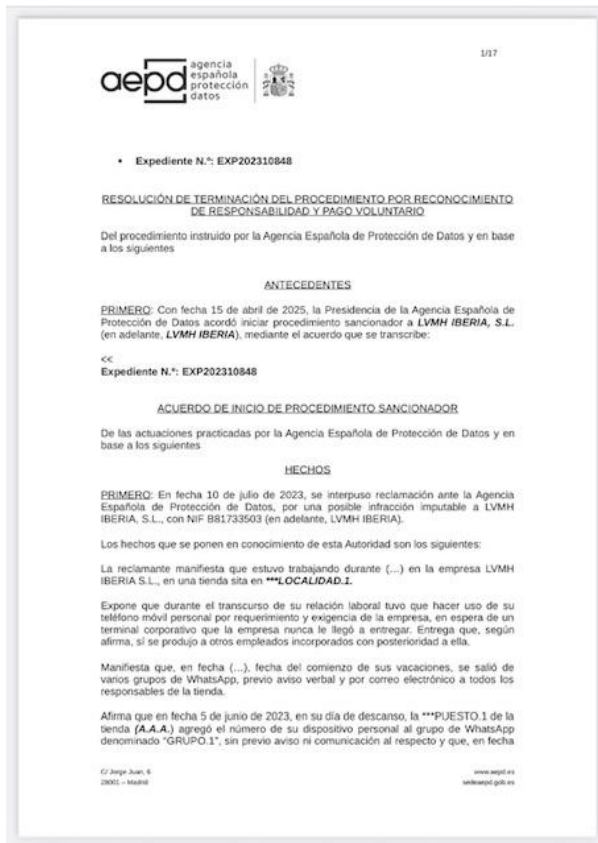 1/17
aepd agencia
española
protección
datos
• Expediente N.º: EXP202310848
RESOLUCIÓN DE TERMINACIÓN DEL PROCEDIMIENTO POR RECONOCIMIENTO
DE RESPONSABILIDAD Y PAGO VOLUNTARIO
Del procedimiento instruido por la Agencia Española de Protección de Datos y en base
a los siguientes
ANTECEDENTES
PRIMERO: Con fecha 15 de abril de 2025, la Presidencia de la Agencia Española de
Protección de Datos acordó iniciar procedimiento sancionador a LVMH IBERIA, S.L.
(en adelante, LVMH IBERIA), mediante el acuerdo que se transcribe:
<<
Expediente N.º: EXP202310848
ACUERDO DE INICIO DE PROCEDIMIENTO SANCIONADOR
De las actuaciones practicadas por la Agencia Española de Protección de Datos y en
base a los siguientes
HECHOS
PRIMERO: En fecha 10 de julio de 2023, se interpuso reclamación ante la Agencia
Española de Protección de Datos, por una posible infracción imputable a LVMH
IBERIA, S.L., con NIF B81733503 (en adelante, LVMH IBERIA).
Los hechos que se ponen en conocimiento de esta Autoridad son los siguientes:
La reclamante manifiesta que estuvo trabajando durante (...) en la empresa LVMH
IBERIA S.L., en una tienda sita en ***LOCALIDAD.1.
Expone que durante el transcurso de su relación laboral tuvo que hacer uso de su
teléfono móvil personal por requerimiento y exigencia de la empresa, en espera de un
terminal corporativo que la empresa nunca le llegó a entregar. Entrega que, según
afirma, sí se produjo a otros empleados incorporados con posterioridad a ella.
Manifiesta que, en fecha (...), fecha del comienzo de sus vacaciones, se salió de
varios grupos de WhatsApp, previo aviso verbal y por correo electrónico a todos los
responsables de la tienda.
Afirma que en fecha 5 de junio de 2023, en su día de descanso, la ***PUESTO.1 de la
tienda (A.A.A.) agregó el número de su dispositivo personal al grupo de WhatsApp
denominado "GRUPO.1", sin previo aviso ni comunicación al respecto y que, en fecha
C/ Jorge Juan, 6
28001 – Madrid
www.aepd.es
sedeaepd.gob.es